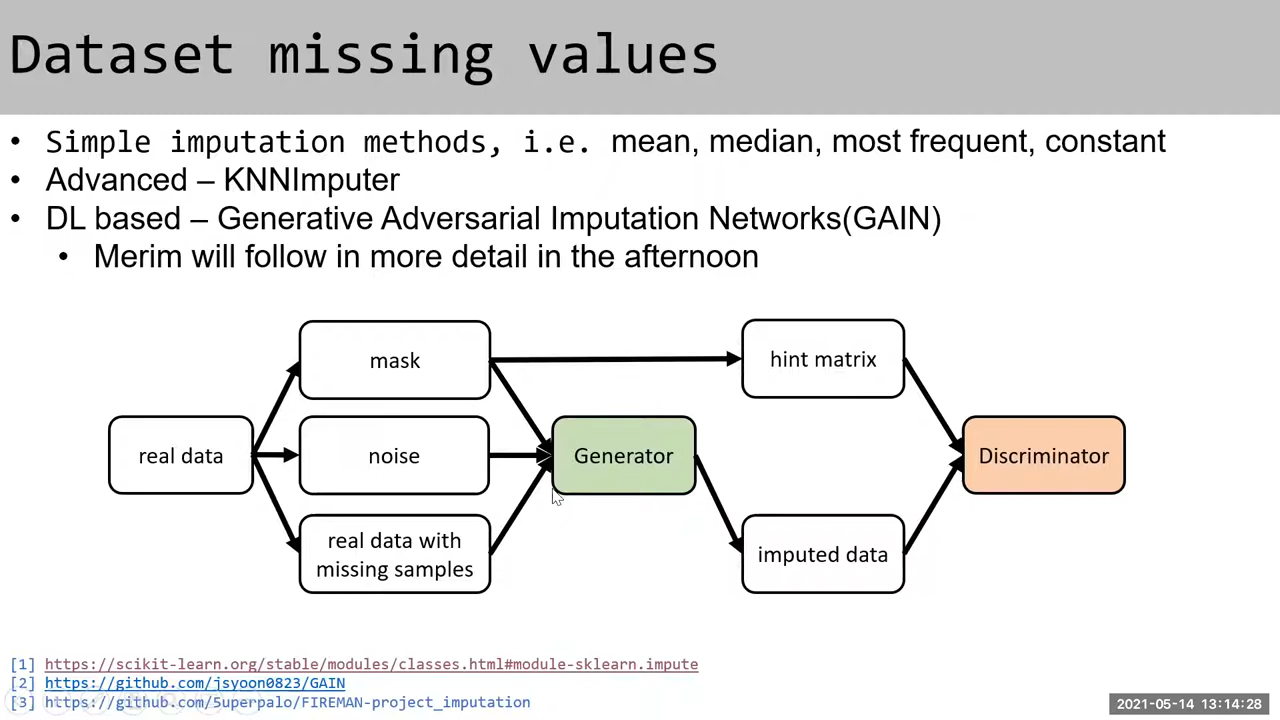 Dataset missing values
• Simple imputation methods, i.e. mean, median, most frequent, constant
• Advanced – KNNImputer
• DL based – Generative Adversarial Imputation Networks(GAIN)
• Merim will follow in more detail in the afternoon
mask
hint matrix
real data
noise
Generator
Discriminator
real data with
missing samples
imputed data
[1] https://scikit-learn.org/stable/modules/classes.html#module-sklearn.impute
[2] https://github.com/jsyoon0823/GAIN
[3] https://github.com/5uperpalo/FIREMAN-project_imputation
2021-05-14 13:14:28